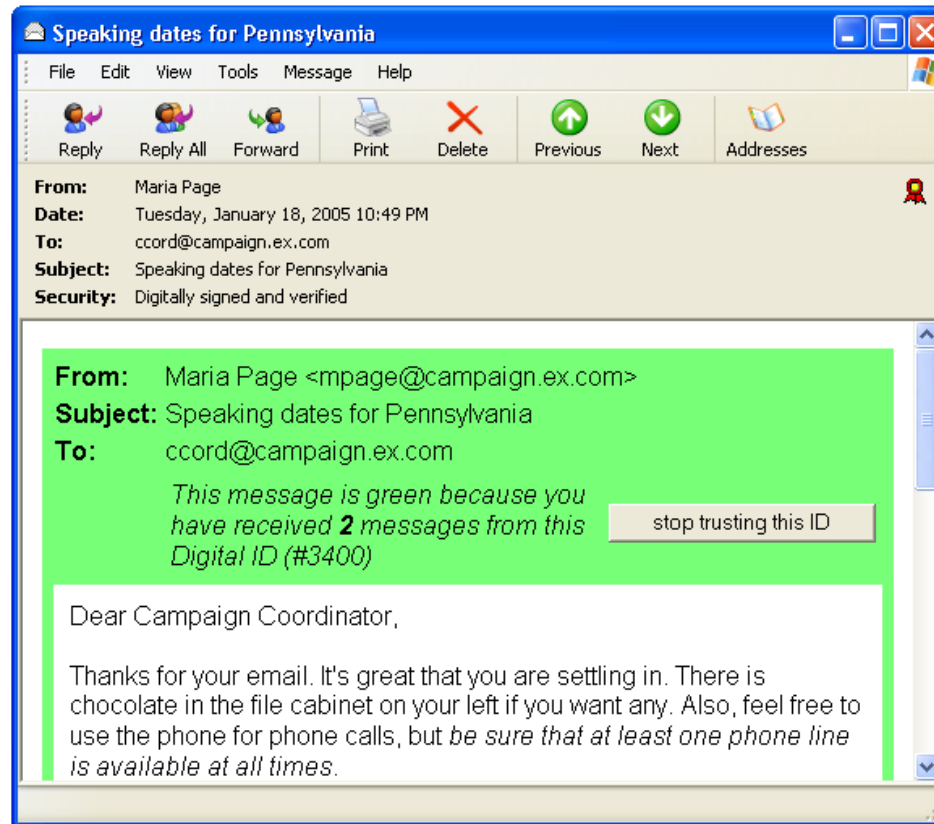 Speaking dates for Pennsylvania
File Edit View Tools Message Help
Reply Reply All Forward Print Delete Previous Next Addresses
From: Maria Page
Date: Tuesday, January 18, 2005 10:49 PM
To: ccord@campaign.ex.com
Subject: Speaking dates for Pennsylvania
Security: Digitally signed and verified
From: Maria Page <mpage@campaign.ex.com>
Subject: Speaking dates for Pennsylvania
To: ccord@campaign.ex.com
This message is green because you
have received 2 messages from this
Digital ID (#3400)
stop trusting this ID
Dear Campaign Coordinator,
Thanks for your email. It's great that you are settling in. There is
chocolate in the file cabinet on your left if you want any. Also, feel free to
use the phone for phone calls, but be sure that at least one phone line
is available at all times.